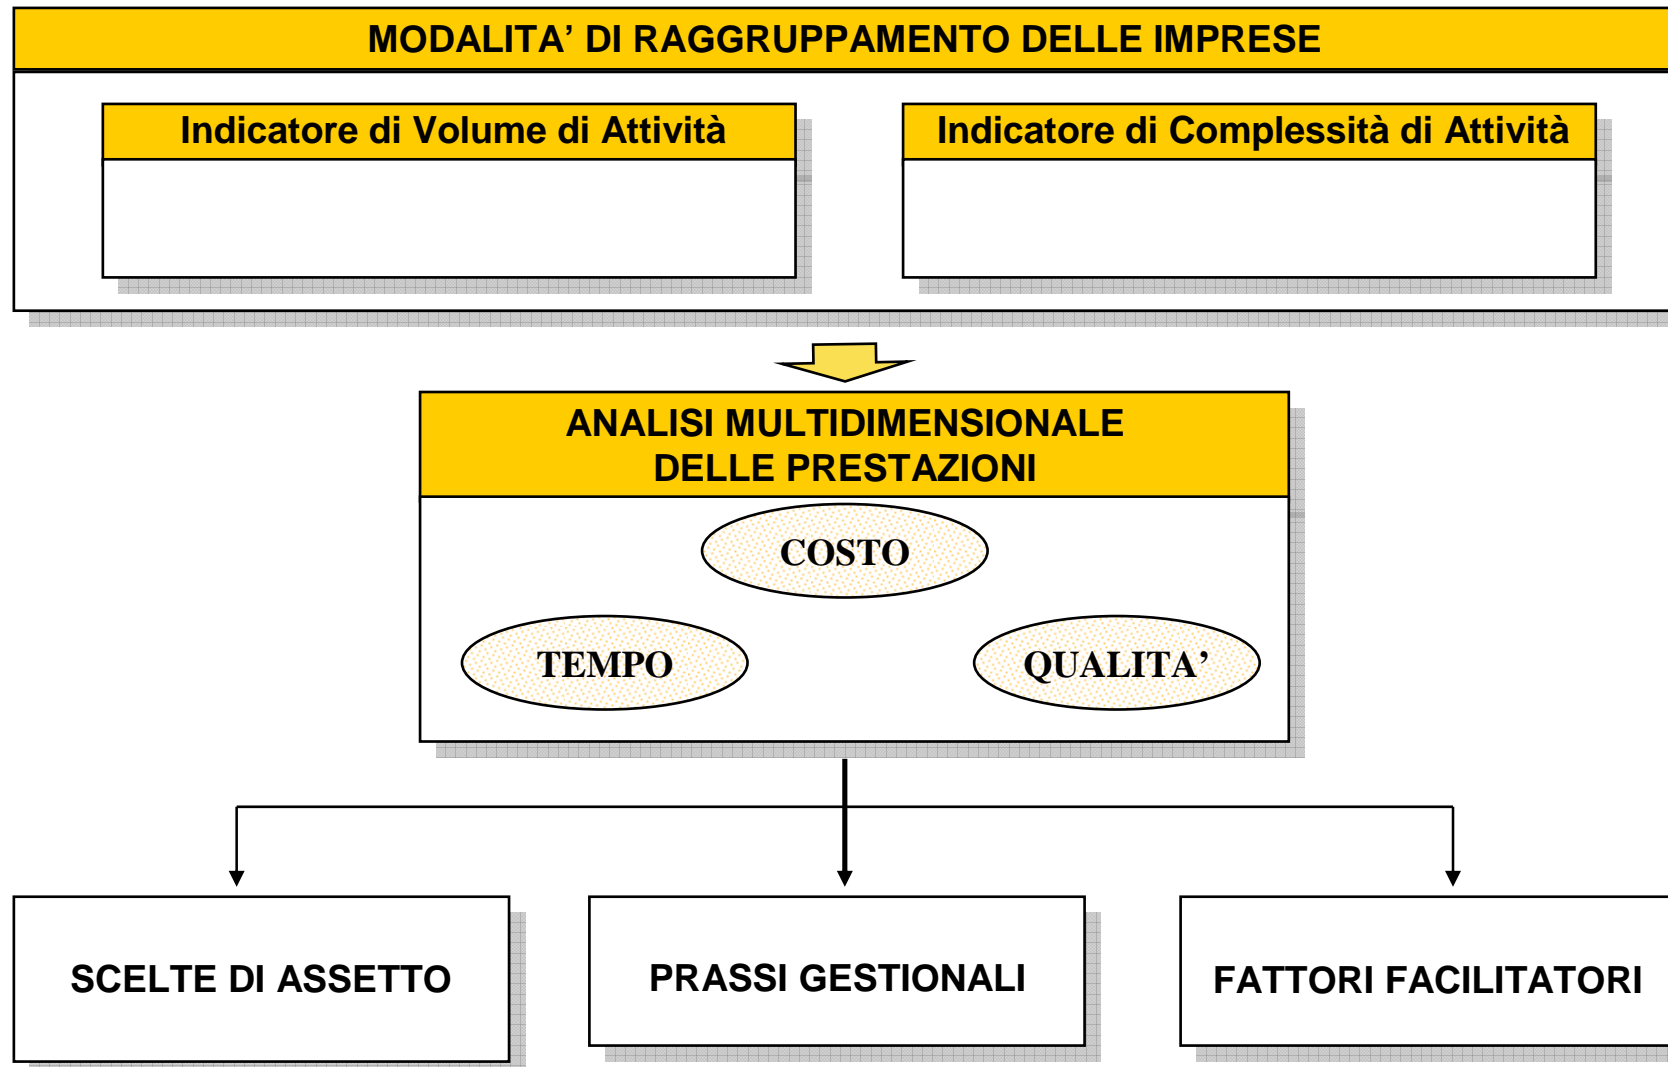 MODALITA’ DI RAGGRUPPAMENTO DELLE IMPRESE
Indicatore di Volume di Attività
Indicatore di Complessità di Attività
ANALISI MULTIDIMENSIONALE
DELLE PRESTAZIONI
COSTO
TEMPO
QUALITA’
SCELTE DI ASSETTO
PRASSI GESTIONALI
FATTORI FACILITATORI